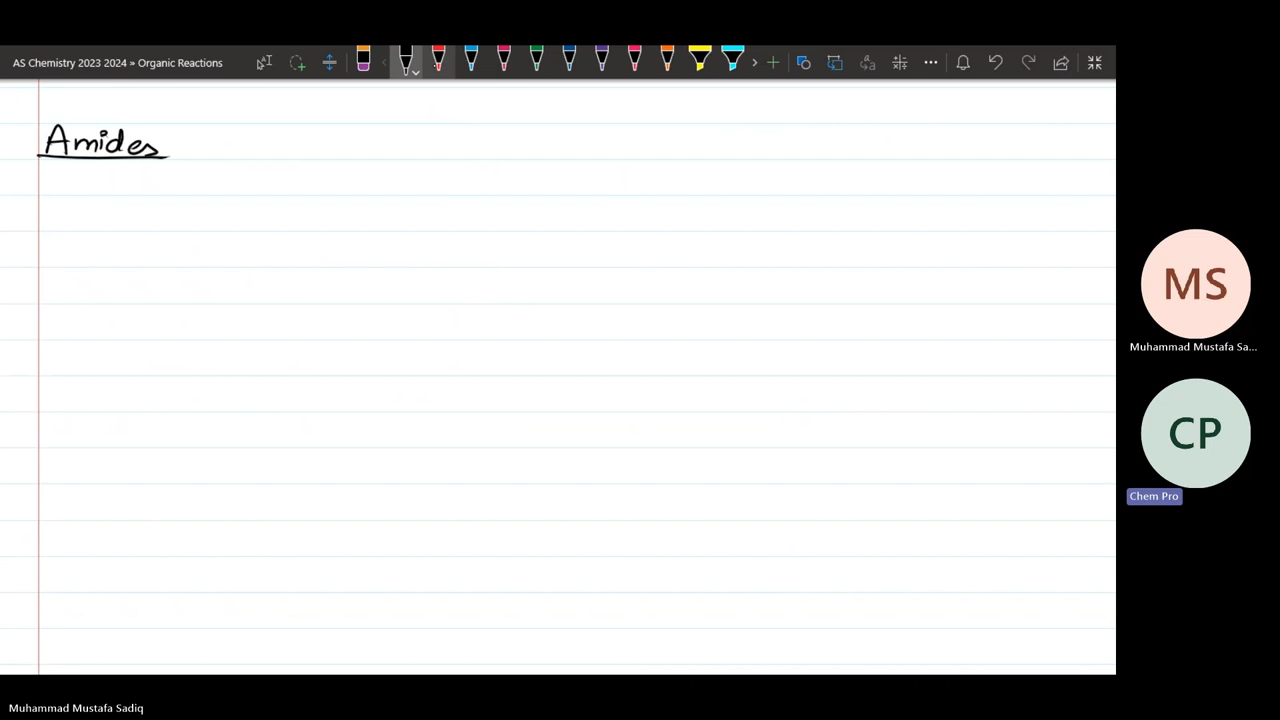 AS Chemistry 2023 2024 » Organic Reactions
Amides
MS
Muhammad Mustafa Sa...
CP
Chem Pro
Muhammad Mustafa Sadiq